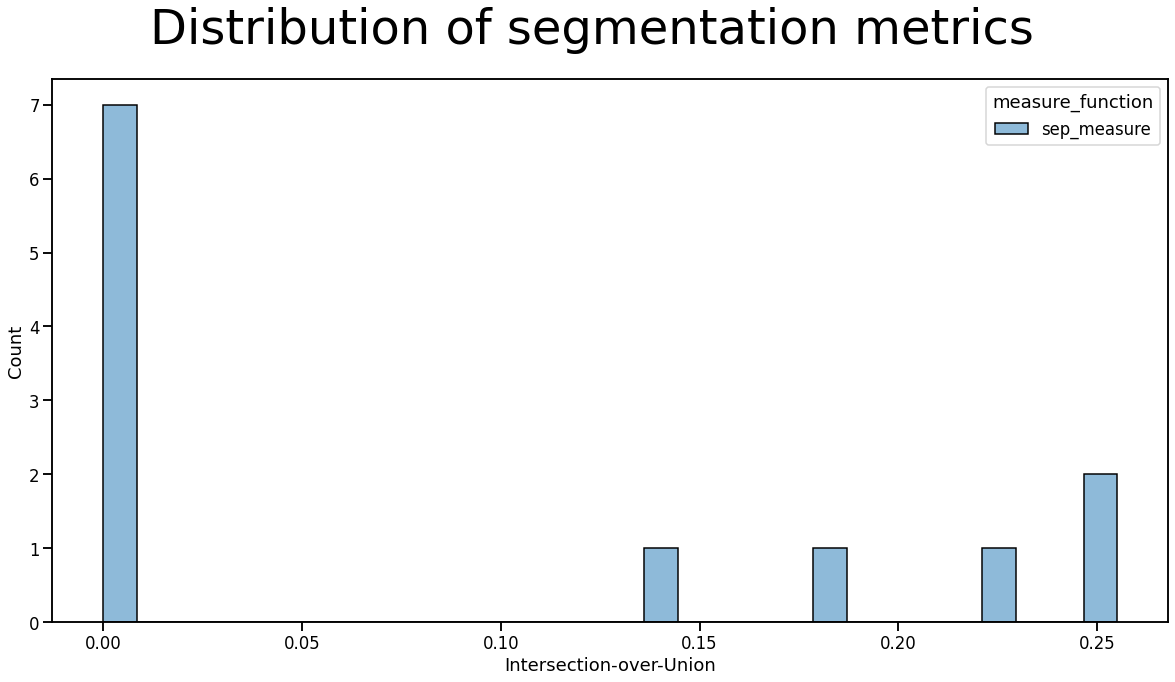 Distribution of segmentation metrics
measure_function
sep_measure
7
6
5
4
3
2
1
0
Count
0.00 0.05 0.10 0.15 0.20 0.25
Intersection-over-Union